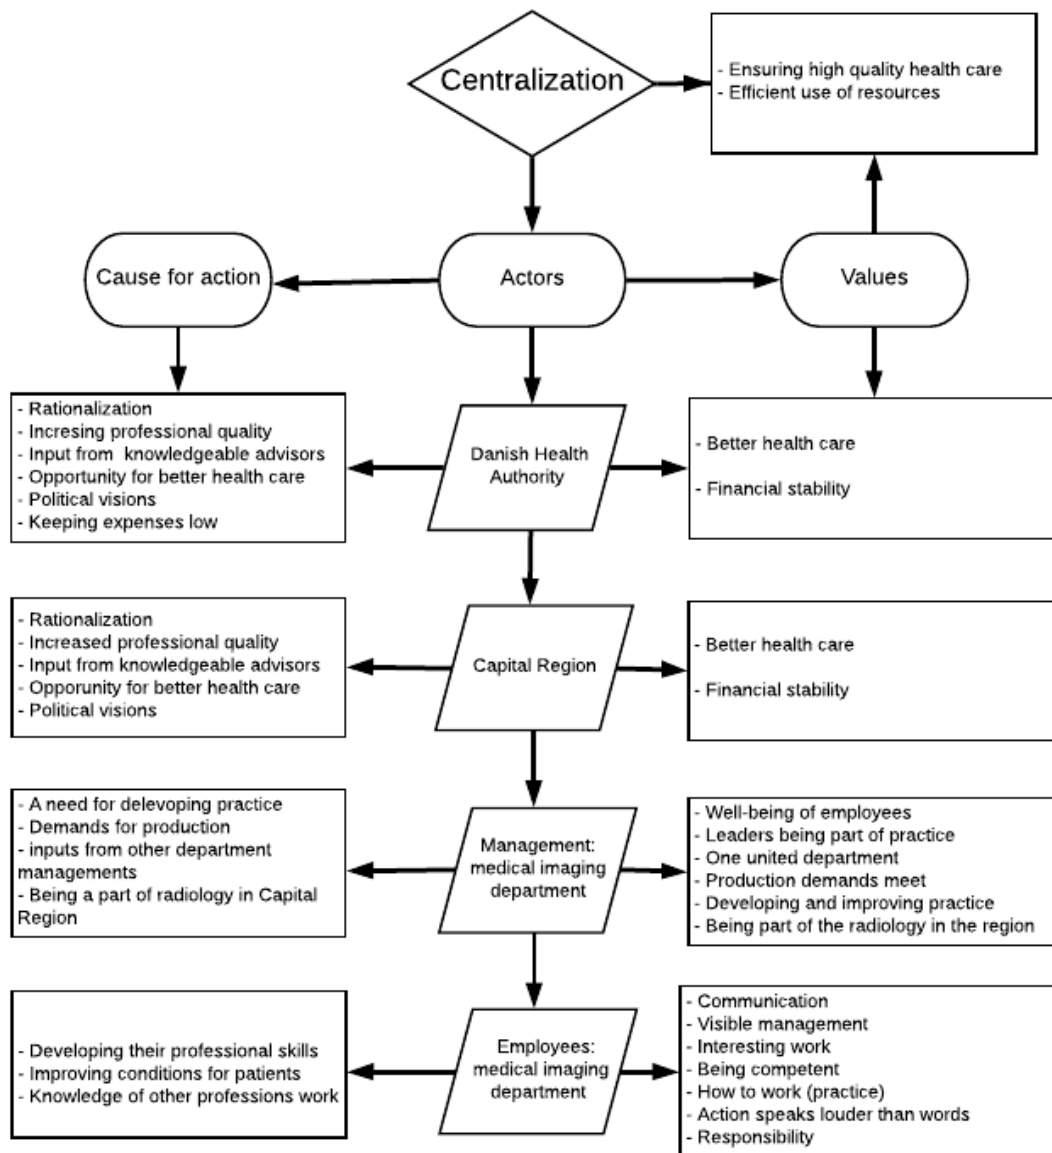 Centralization
- Ensuring high quality health care
- Efficient use of resources
Cause for action
Actors
Values
- Rationalization
- Incresing professional quality
- Input from  knowledgeable advisors
- Opportunity for better health care
- Political visions
- Keeping expenses low
Danish Health
Authority
- Better health care
- Financial stability
- Rationalization
- Increased professional quality
- Input from knowledgeable advisors
- Opporunity for better health care
- Political visions
Capital Region
- Better health care
- Financial stability
- A need for delevoping practice
- Demands for production
- inputs from other department
managements
- Being a part of radiology in Capital
Region
Management:
medical imaging
department
- Well-being of employees
- Leaders being part of practice
- One united department
- Production demands meet
- Developing and improving practice
- Being part of the radiology in the region
- Developing their professional skills
- Improving conditions for patients
- Knowledge of other professions work
Employees:
medical imaging
department
- Communication
- Visible management
- Interesting work
- Being competent
- How to work (practice)
- Action speaks louder than words
- Responsibility